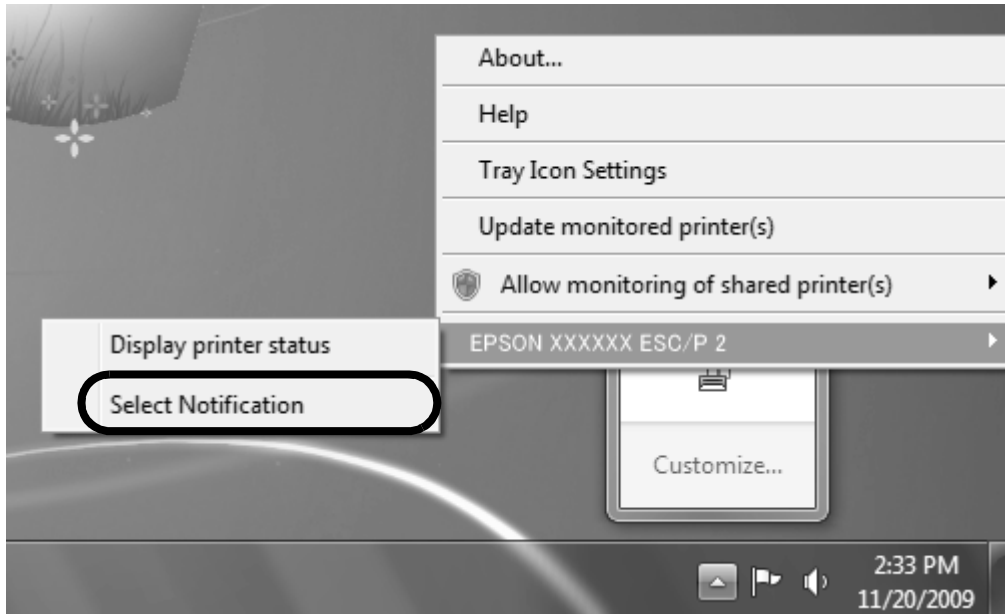 About...
Help
Tray Icon Settings
Update monitored printer(s)
Allow monitoring of shared printer(s)
EPSON XXXXXX ESC/P 2
Display printer status
Select Notification
Customize...
2:33 PM
11/20/2009